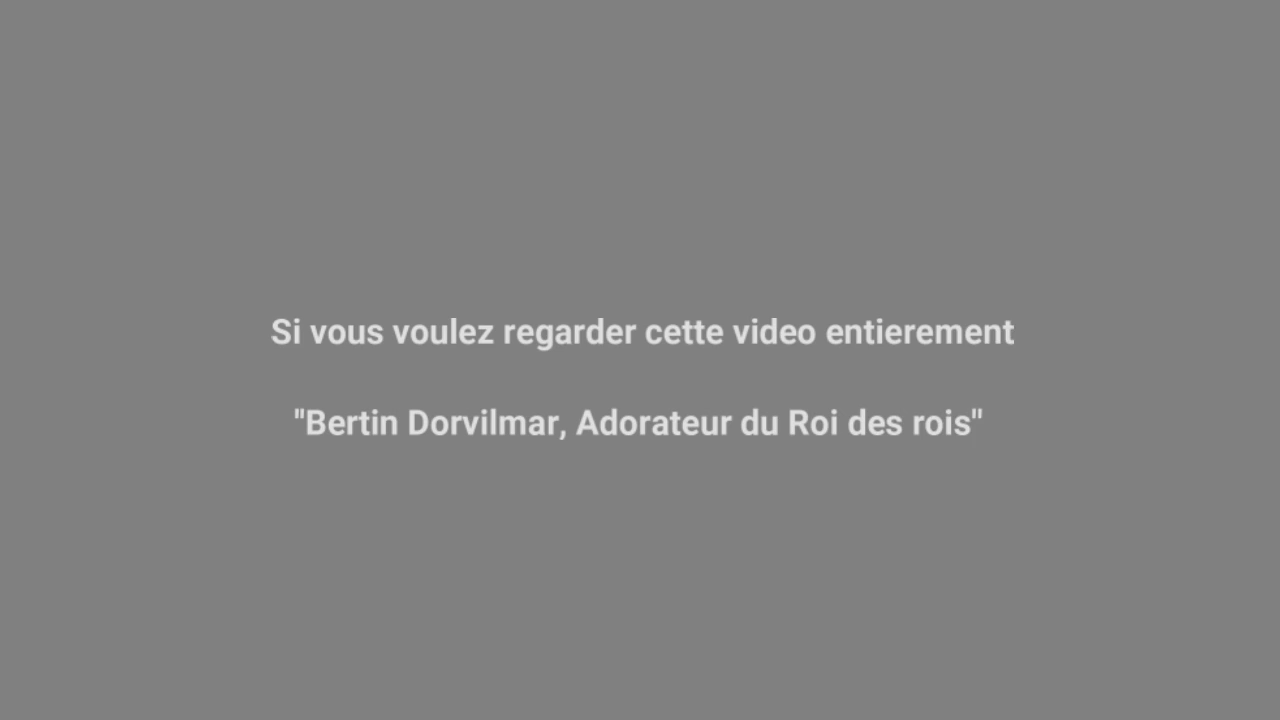 Si vous voulez regarder cette video entierement
"Bertin Dorvilmar, Adorateur du Roi des rois"